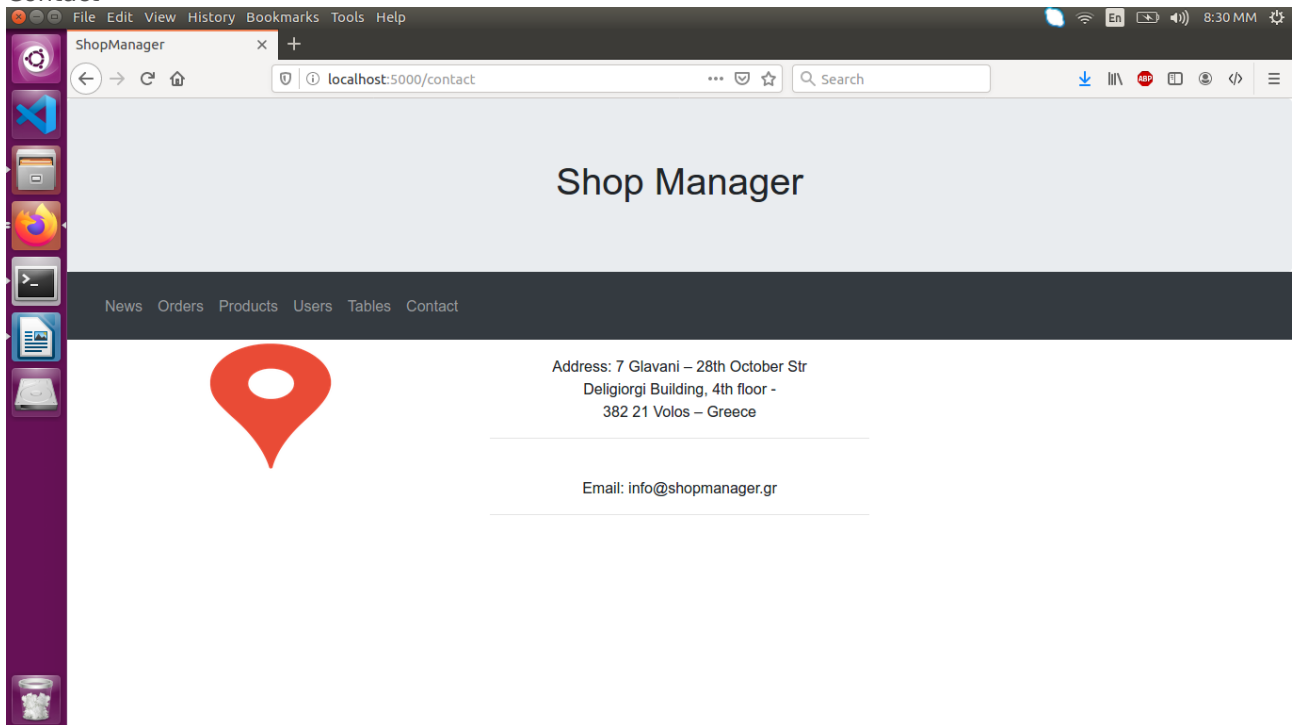 Contact
File Edit View History Bookmarks Tools Help
En
8:30 MM
ShopManager
localhost:5000/contact
Search
ABP
Shop Manager
News Orders Products Users Tables Contact
Address: 7 Glavani – 28th October Str
Deligiorgi Building, 4th floor -
382 21 Volos – Greece
Email: info@shopmanager.gr